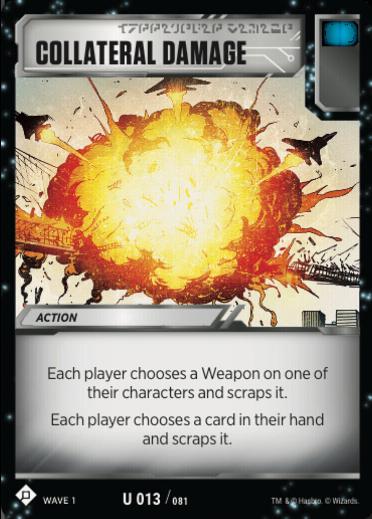 COLLATERAL DAMAGE
ACTION
Each player chooses a Weapon on one of
their characters and scraps it.
Each player chooses a card in their hand
and scraps it.
WAVE 1
U 013 / 081
TM & © Hasbro. © Wizards.